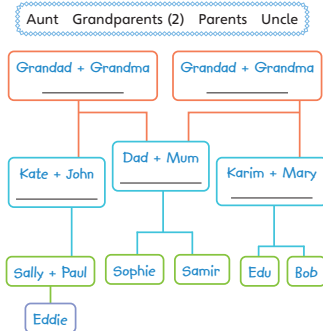 Aunt Grandparents (2) Parents Uncle
Grandad + Grandma
Grandad + Grandma
Kate + John
Dad + Mum
Karim + Mary
Sally + Paul
Sophie
Samir
Edu
Bob
Eddie